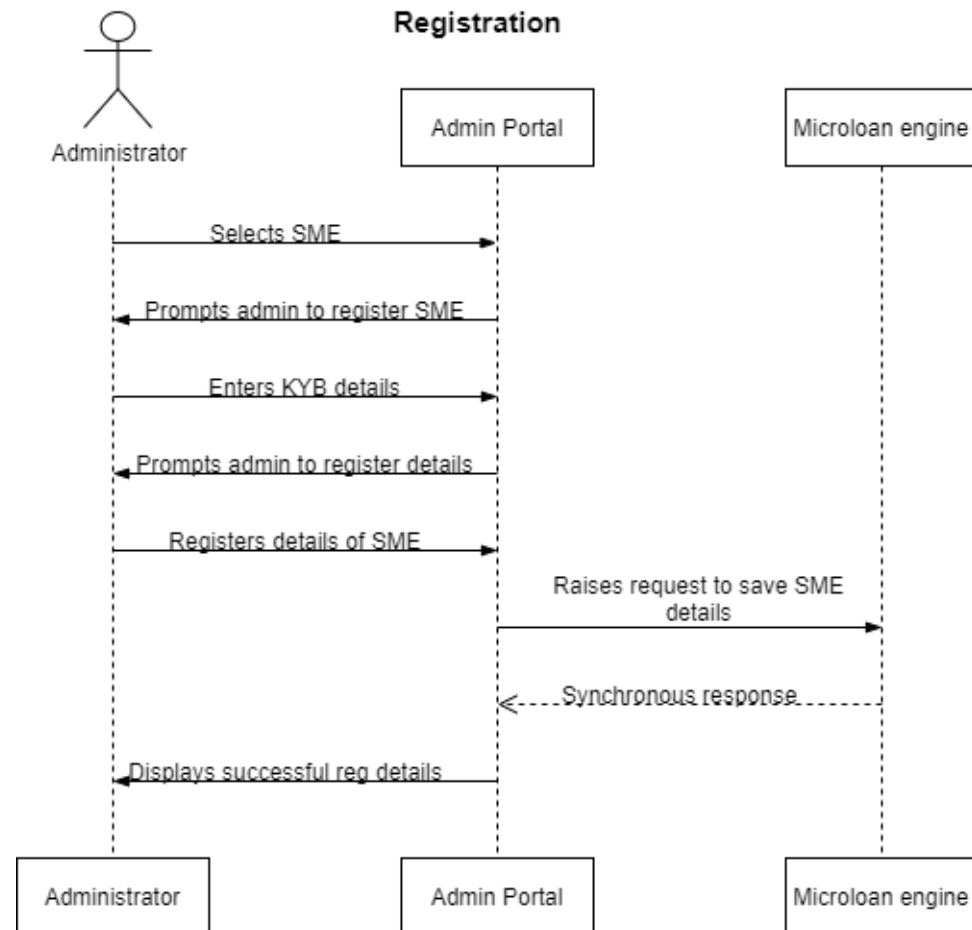 Registration
Administrator
Admin Portal
Microloan engine
Selects SME
Prompts admin to register SME
Enters KYB details
Prompts admin to register details
Registers details of SME
Raises request to save SME
details
Synchronous response
Displays successful reg details
Administrator
Admin Portal
Microloan engine